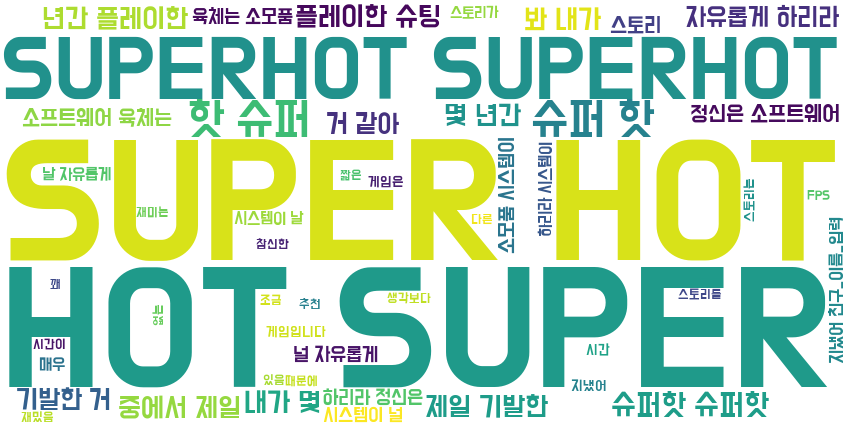 년간 플레이한 육체는 소모품 플레이한 슈팅 스토리가 봐 내가 스토리 자유롭게 하리라
SUPERHOT SUPERHOT
소프트웨어 육체는 핫 슈퍼 거 같아 몇 년간 슈퍼 핫 정신은 소프트웨어
SUPER HOT
날 자유롭게 짧은 게임은 소모품 시스템이 하리라 시스템이 스토리는 FPS
재미는 시스템이 날 다른
참신한
지냈어 친구_이름_입력
HOT SUPER
꽤 조금 추천 생각보다 스토리를
시간이 게임입니다
매우 널 자유롭게 시간
있음때문에 지냈어
기발한 거 중에서 제일 내가 몇 하리라 정신은 제일 기발한 슈퍼핫 슈퍼핫
재밌음 시스템이 널